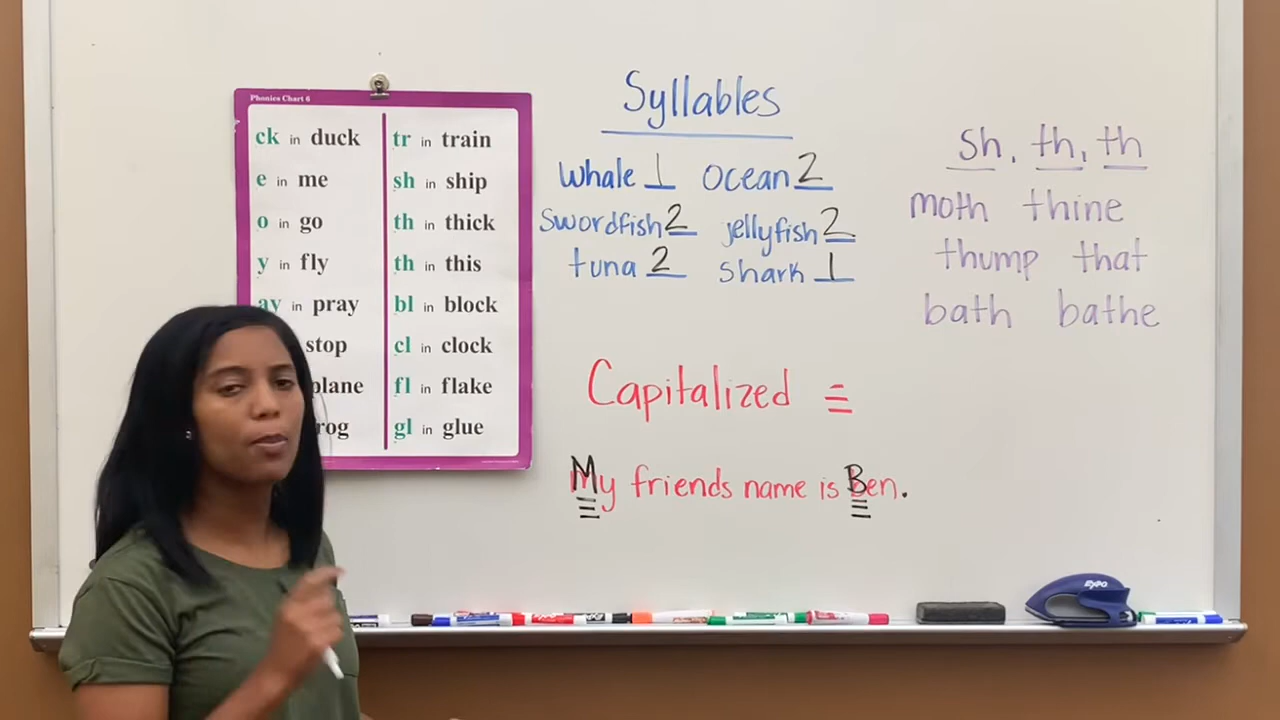 Phonics Chart 6
ck in duck
e in me
o in go
y in fly
ay in pray
stop
plane
rog
tr in train
sh in ship
th in thick
th in this
bl in block
cl in clock
fl in flake
gl in glue
Syllables
whale 1 ocean 2
swordfish 2 jellyfish 2
tuna 2 shark 1
Capitalized
My friends name is Ben.
sh, th, th
moth thine
thump that
bath bathe
EXPO